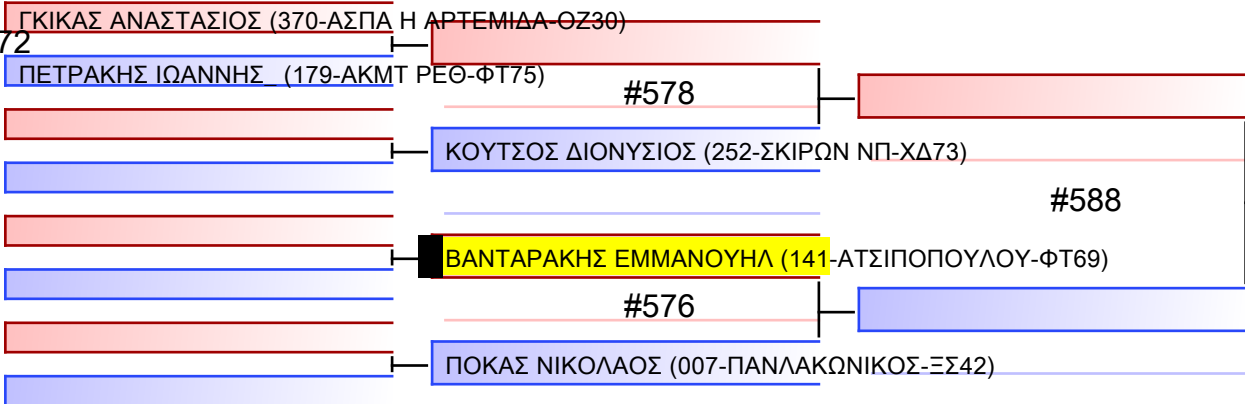 ΓΚΙΚΑΣ ΑΝΑΣΤΑΣΙΟΣ (370-ΑΣΠΑ Η ΑΡΤΕΜΙΔΑ-ΟΖ30)
72
ΠΕΤΡΑΚΗΣ ΙΩΑΝΝΗΣ_ (179-ΑΚΜΤ ΡΕΘ-ΦΤ75)
#578
ΚΟΥΤΣΟΣ ΔΙΟΝΥΣΙΟΣ (252-ΣΚΙΡΩΝ ΝΠ-ΧΔ73)
#588
ΒΑΝΤΑΡΑΚΗΣ ΕΜΜΑΝΟΥΗΛ (141-ΑΤΣΙΠΟΠΟΥΛΟΥ-ΦΤ69)
#576
ΠΟΚΑΣ ΝΙΚΟΛΑΟΣ (007-ΠΑΝΛΑΚΩΝΙΚΟΣ-ΞΣ42)